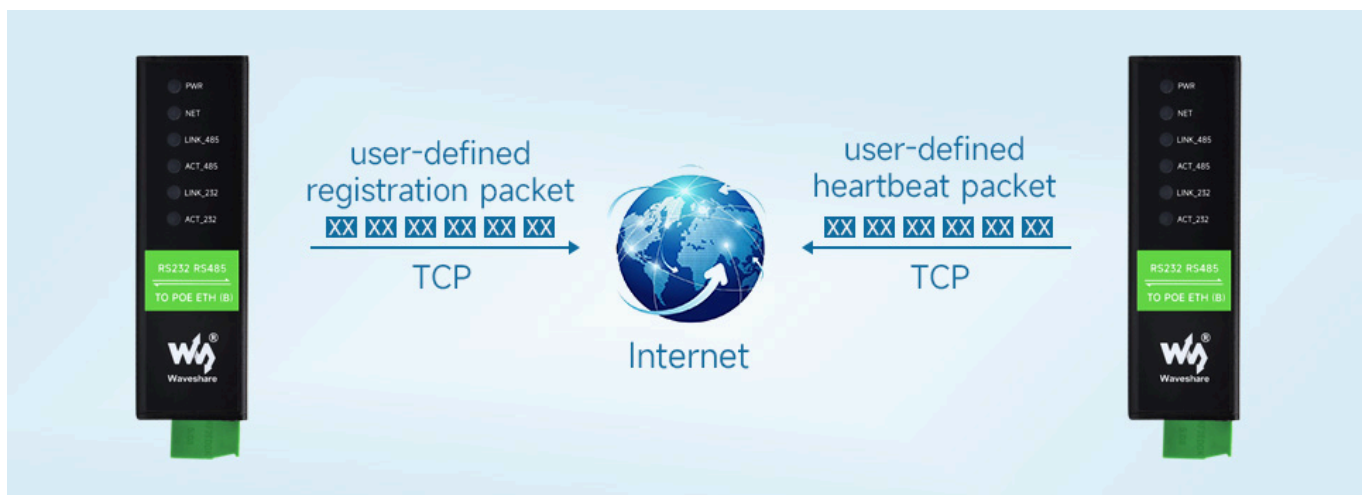 PWR
NET
LINK_485
ACT_485
LINK_232
ACT_232
RS232 RS485
TO POE ETH (B)
®
Waveshare
user-defined
registration packet
XX XX XX XX XX XX
TCP
Internet
user-defined
heartbeat packet
XX XX XX XX XX XX
TCP
PWR
NET
LINK_485
ACT_485
LINK_232
ACT_232
RS232 RS485
TO POE ETH (B)
®
Waveshare